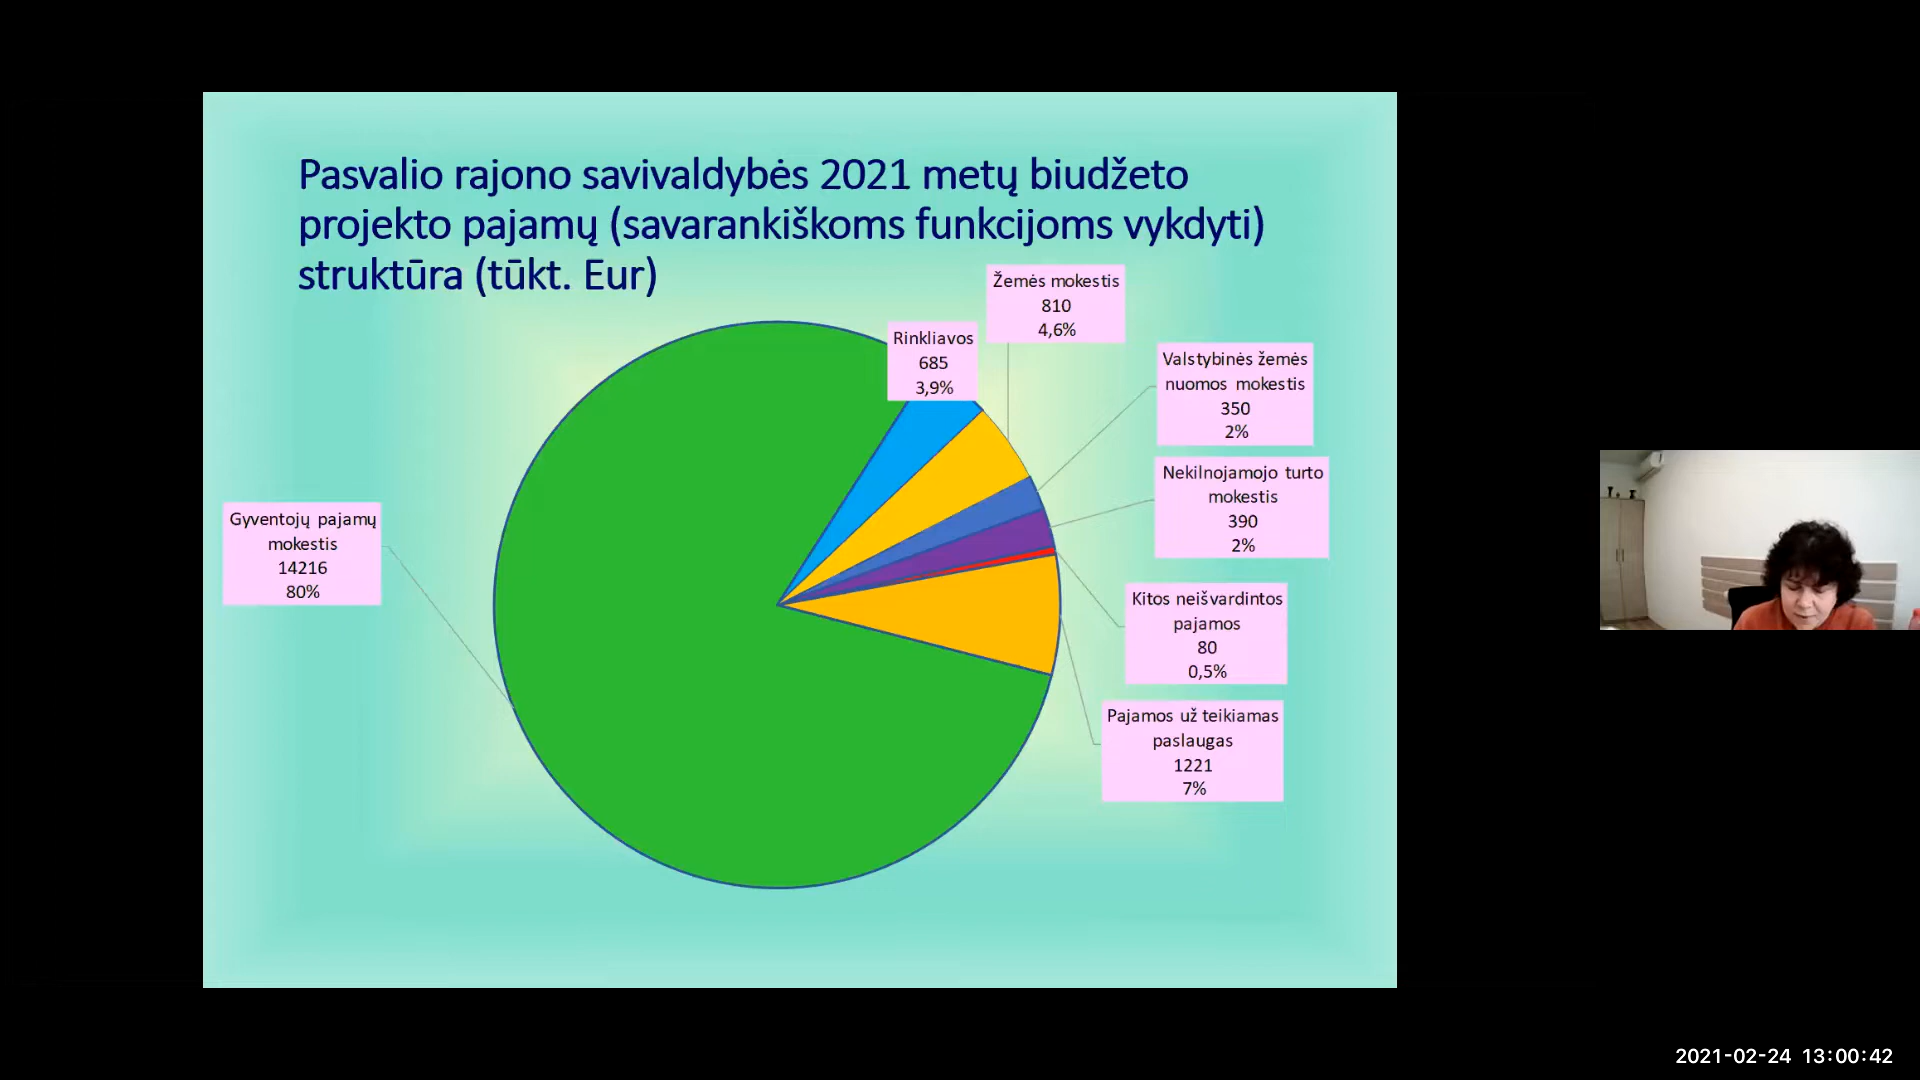 Pasvalio rajono savivaldybės 2021 metų biudžeto
projekto pajamų (savarankiškoms funkcijoms vykdyti)
struktūra (tūkt. Eur)
Žemės mokestis
810
4,6%
Rinkliavos
685
3,9%
Valstybinės žemės
nuomos mokestis
350
2%
Nekilnojamojo turto
mokestis
390
2%
Gyventojų pajamų
mokestis
14216
80%
Kitos neišvardintos
pajamos
80
0,5%
Pajamos už teikiamas
paslaugas
1221
7%
2021-02-24 13:00:42